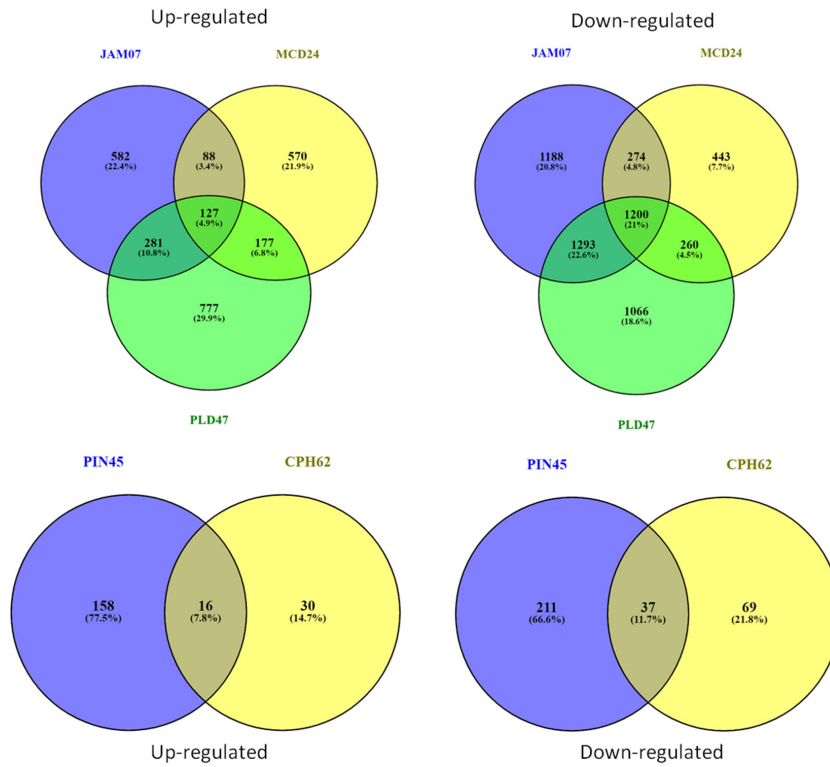 Up-regulated
JAM07
MCD24
582
(22.4%)
88
(3.4%)
570
(21.9%)
127
(4.9%)
281
(10.8%)
177
(6.8%)
777
(29.9%)
PLD47
Down-regulated
JAM07
MCD24
1188
(20.8%)
274
(4.8%)
443
(7.7%)
1200
(21%)
1293
(22.6%)
260
(4.5%)
1066
(18.6%)
PLD47
PIN45
CPH62
158
(77.5%)
16
(7.8%)
30
(14.7%)
Up-regulated
PIN45
CPH62
211
(66.6%)
37
(11.7%)
69
(21.8%)
Down-regulated